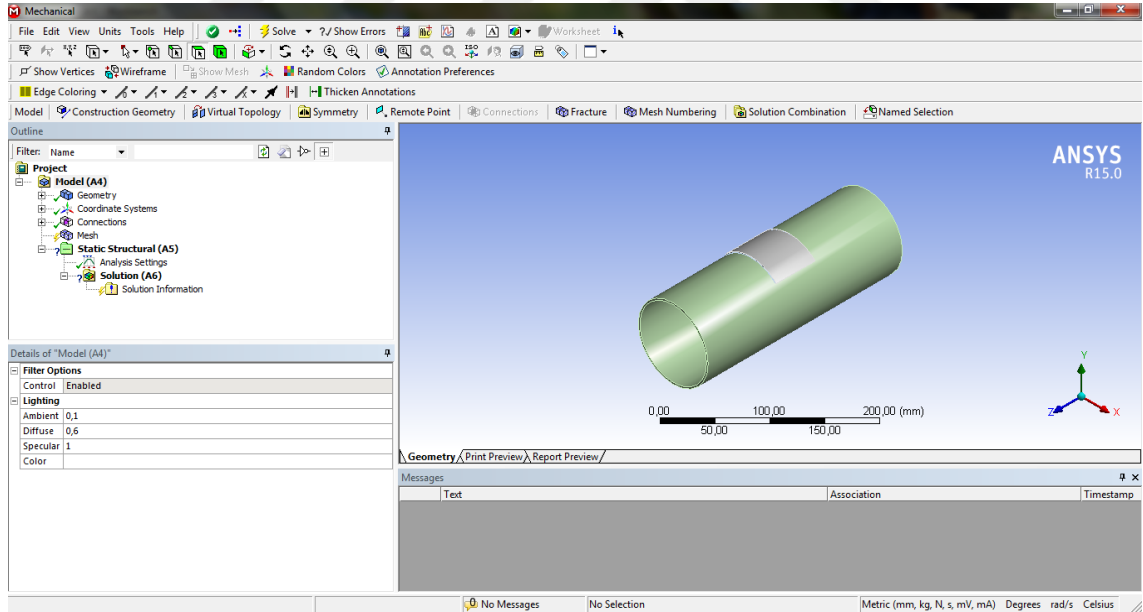 Mechanical
File Edit View Units Tools Help Solve ?/ Show Errors Worksheet
Show Vertices Wireframe Show Mesh Random Colors Annotation Preferences
Edge Coloring Thicken Annotations
Model Construction Geometry Virtual Topology Symmetry Remote Point Connections Fracture Mesh Numbering Solution Combination Named Selection
Outline
Filter: Name
Project
Model (A4)
Geometry
Coordinate Systems
Connections
Mesh
Static Structural (A5)
Analysis Settings
Solution (A6)
Solution Information
Details of "Model (A4)"
Filter Options
Control Enabled
Lighting
Ambient 0,1
Diffuse 0,6
Specular 1
Color
ANSYS
R15.0
Y
Z X
0,00 100,00 200,00 (mm)
50,00 150,00
Geometry Print Preview Report Preview
Messages
Text Association Timestamp
0 No Messages No Selection Metric (mm, kg, N, s, mV, mA) Degrees rad/s Celsius